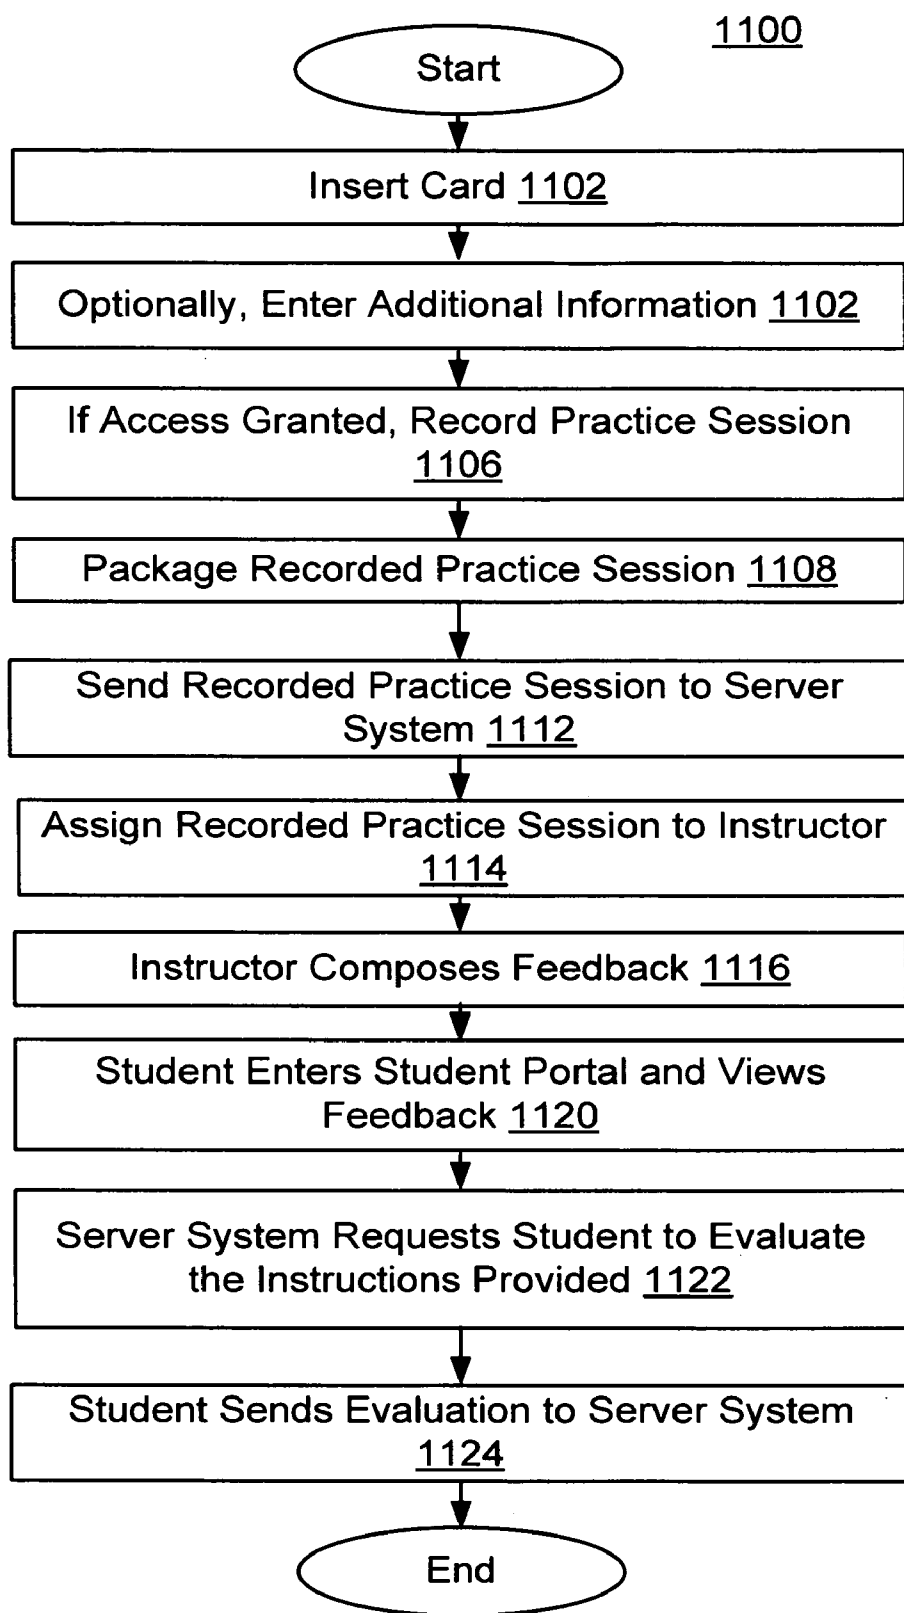 1100
Start
Insert Card 1102
Optionally, Enter Additional Information 1102
If Access Granted, Record Practice Session
1106
Package Recorded Practice Session 1108
Send Recorded Practice Session to Server
System 1112
Assign Recorded Practice Session to Instructor
1114
Instructor Composes Feedback 1116
Student Enters Student Portal and Views
Feedback 1120
Server System Requests Student to Evaluate
the Instructions Provided 1122
Student Sends Evaluation to Server System
1124
End